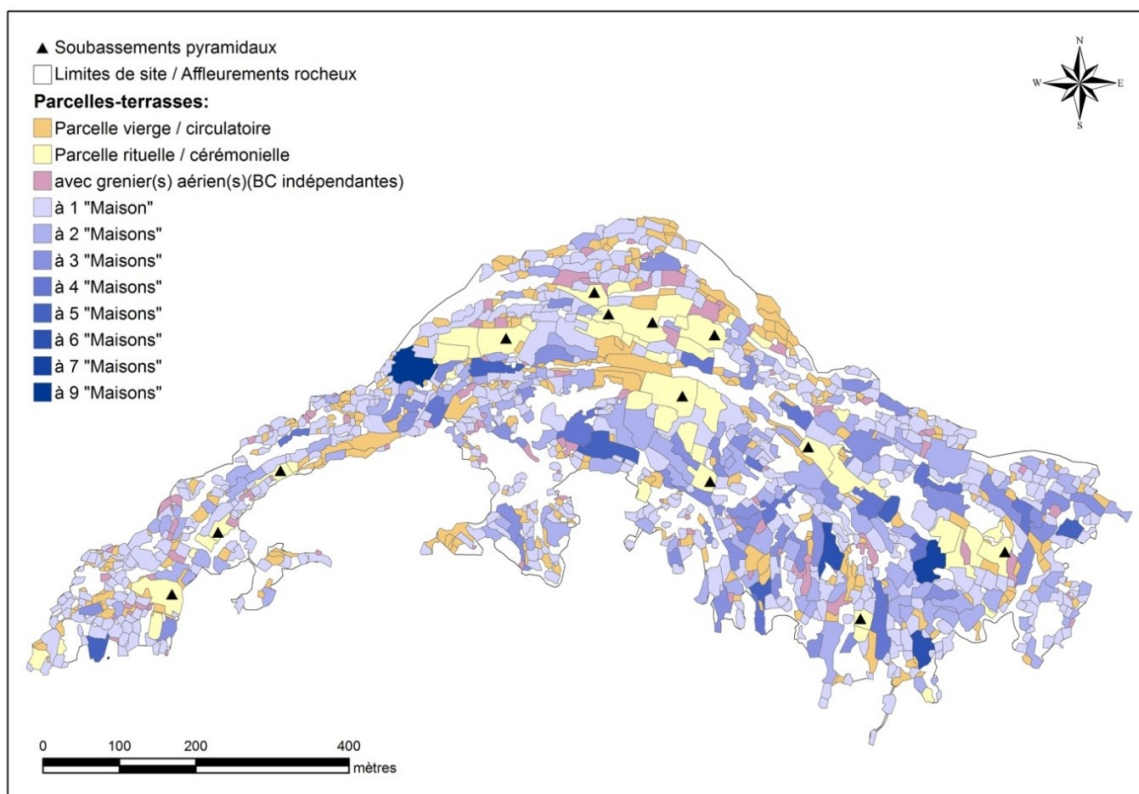 Soubassements pyramidaux
Limites de site / Affleurements rocheux
Parcelles-terrasses:
Parcelle vierge / circulatoire
Parcelle rituelle / cérémonielle
avec grenier(s) aérien(s)(BC indépendantes)
à 1 "Maison"
à 2 "Maisons"
à 3 "Maisons"
à 4 "Maisons"
à 5 "Maisons"
à 6 "Maisons"
à 7 "Maisons"
à 9 "Maisons"
N
W E
S
0 100 200 400
mètres